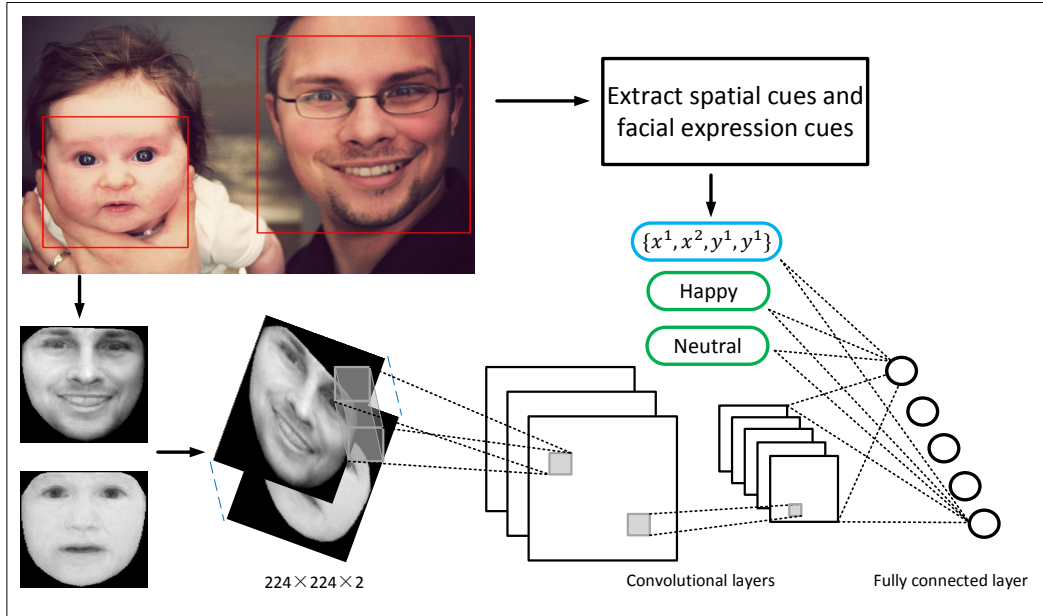 Extract spatial cues and
facial expression cues
{x¹, x², y¹, y¹}
Happy
Neutral
224×224×2
Convolutional layers
Fully connected layer